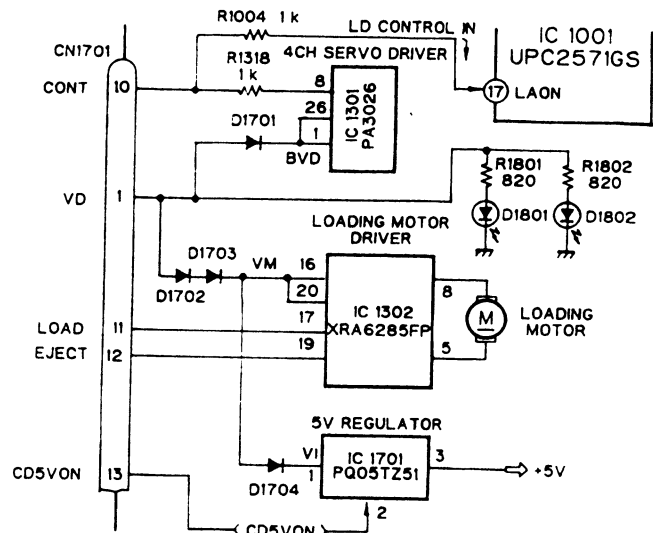 R1004 1 k
LD CONTROL IN
IC 1001
UPC2571GS
CN1701
R1318
1 k
4CH SERVO DRIVER
CONT
10
8
17
LAON
26
1
IC 1301
PA3026
D1701
BVD
VD
1
R1801
820
R1802
820
D1801
D1802
LOADING MOTOR
DRIVER
D1703
VM
16
D1702
20
8
LOAD
11
17
IC 1302
XRA6285FP
M
LOADING
MOTOR
EJECT
12
19
5
5V REGULATOR
CD5VON
13
VI
1
IC 1701
PQ05TZ51
3
+5V
D1704
2
CD5VON